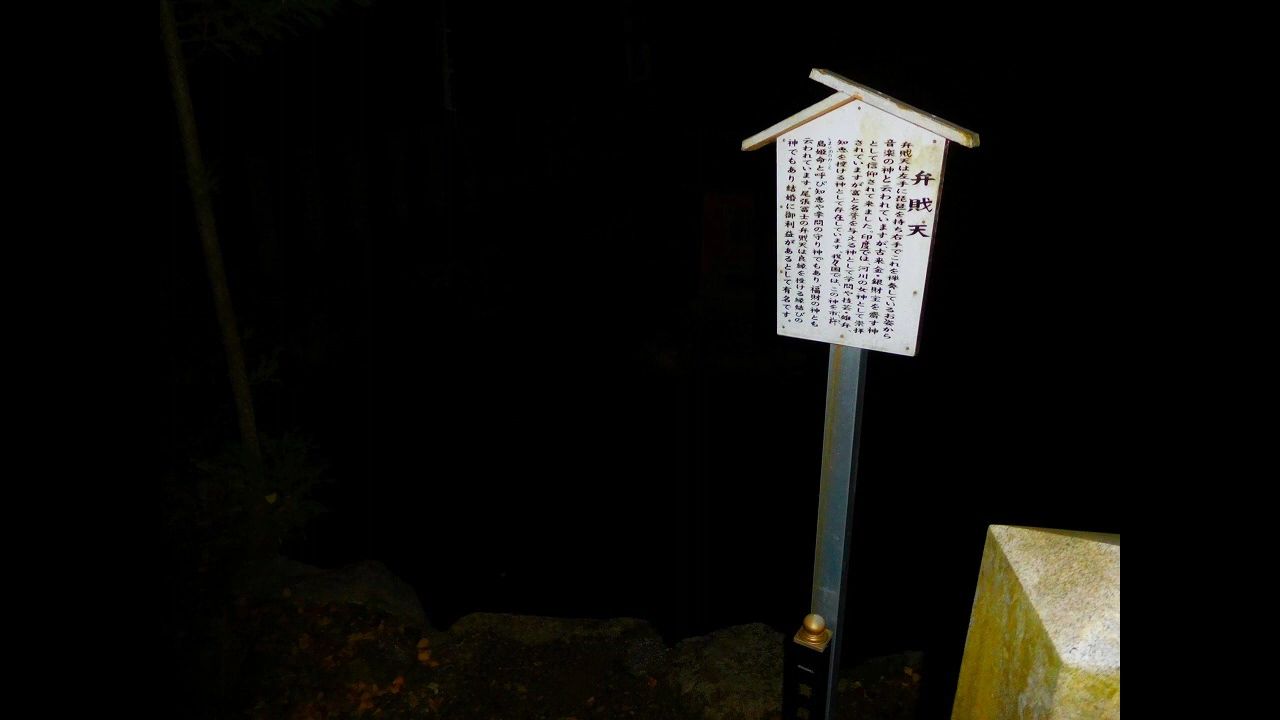 弁賎天
弁賎天は左手に琵琶を持ち右手でこれを弾奏しているお姿から
音楽の神と云われていますが古来金・銀財宝を齎す神
として信仰されて来ました。印度では、河川の女神として崇拝
されていますが富と名誉を与える神として学問や技芸・雄弁、
知恵を授ける神として存在しています。我が国では、この神を市杵
島姫命と呼び知恵や学問の守り神でもあり、福財の神とも
云われています。尾張冨士の弁賎天は良縁を授ける縁結びの
神でもあり結婚に御利益があるとして有名です。